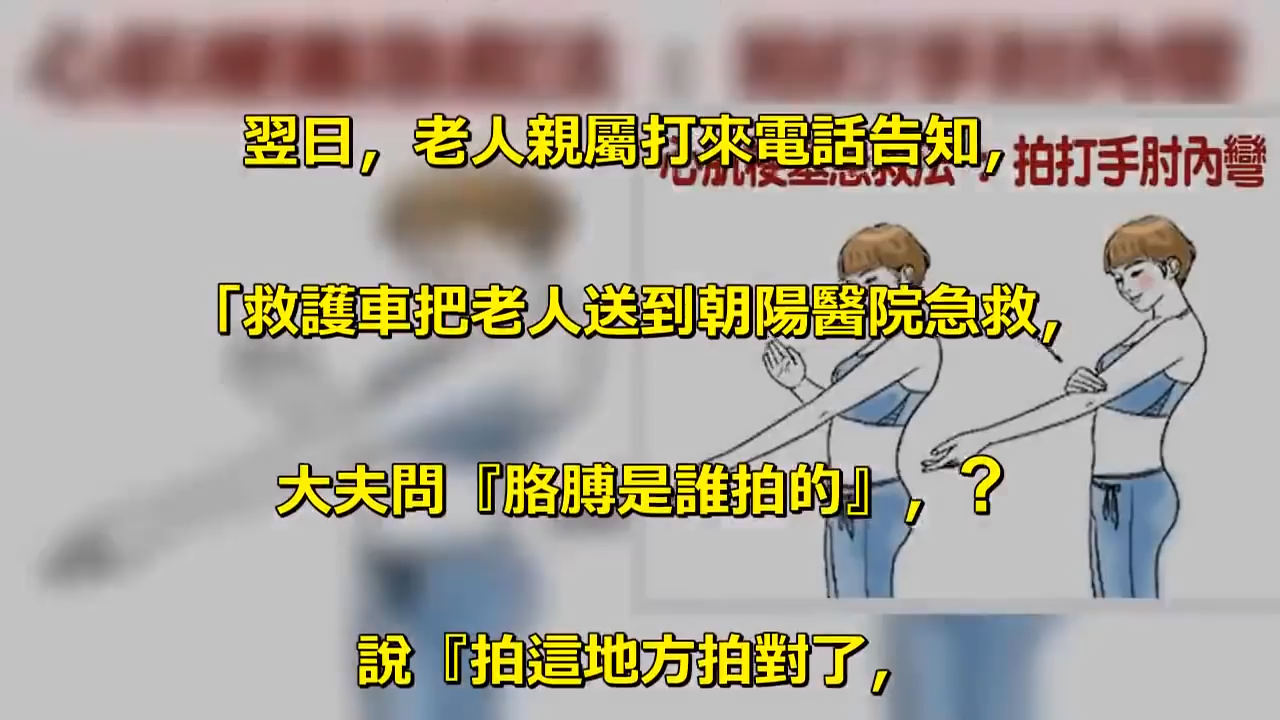 翌日，老人親屬打來電話告知，
：拍打手肘內彎
「救護車把老人送到朝陽醫院急救，
大夫問『胳膊是誰拍的』，？
說『拍這地方拍對了，